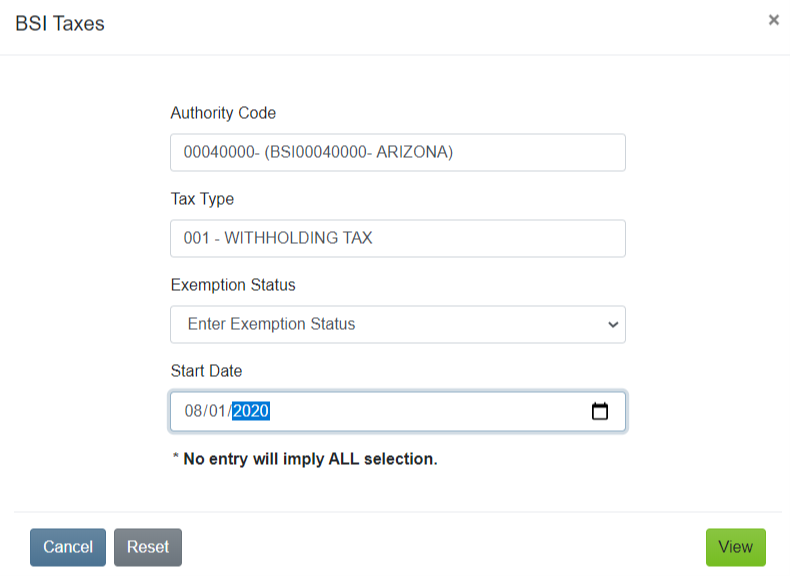 BSI Taxes
×
Authority Code
00040000- (BSI00040000- ARIZONA)
Tax Type
001 - WITHHOLDING TAX
Exemption Status
Enter Exemption Status
Start Date
08/01/2020
* No entry will imply ALL selection.
Cancel Reset View